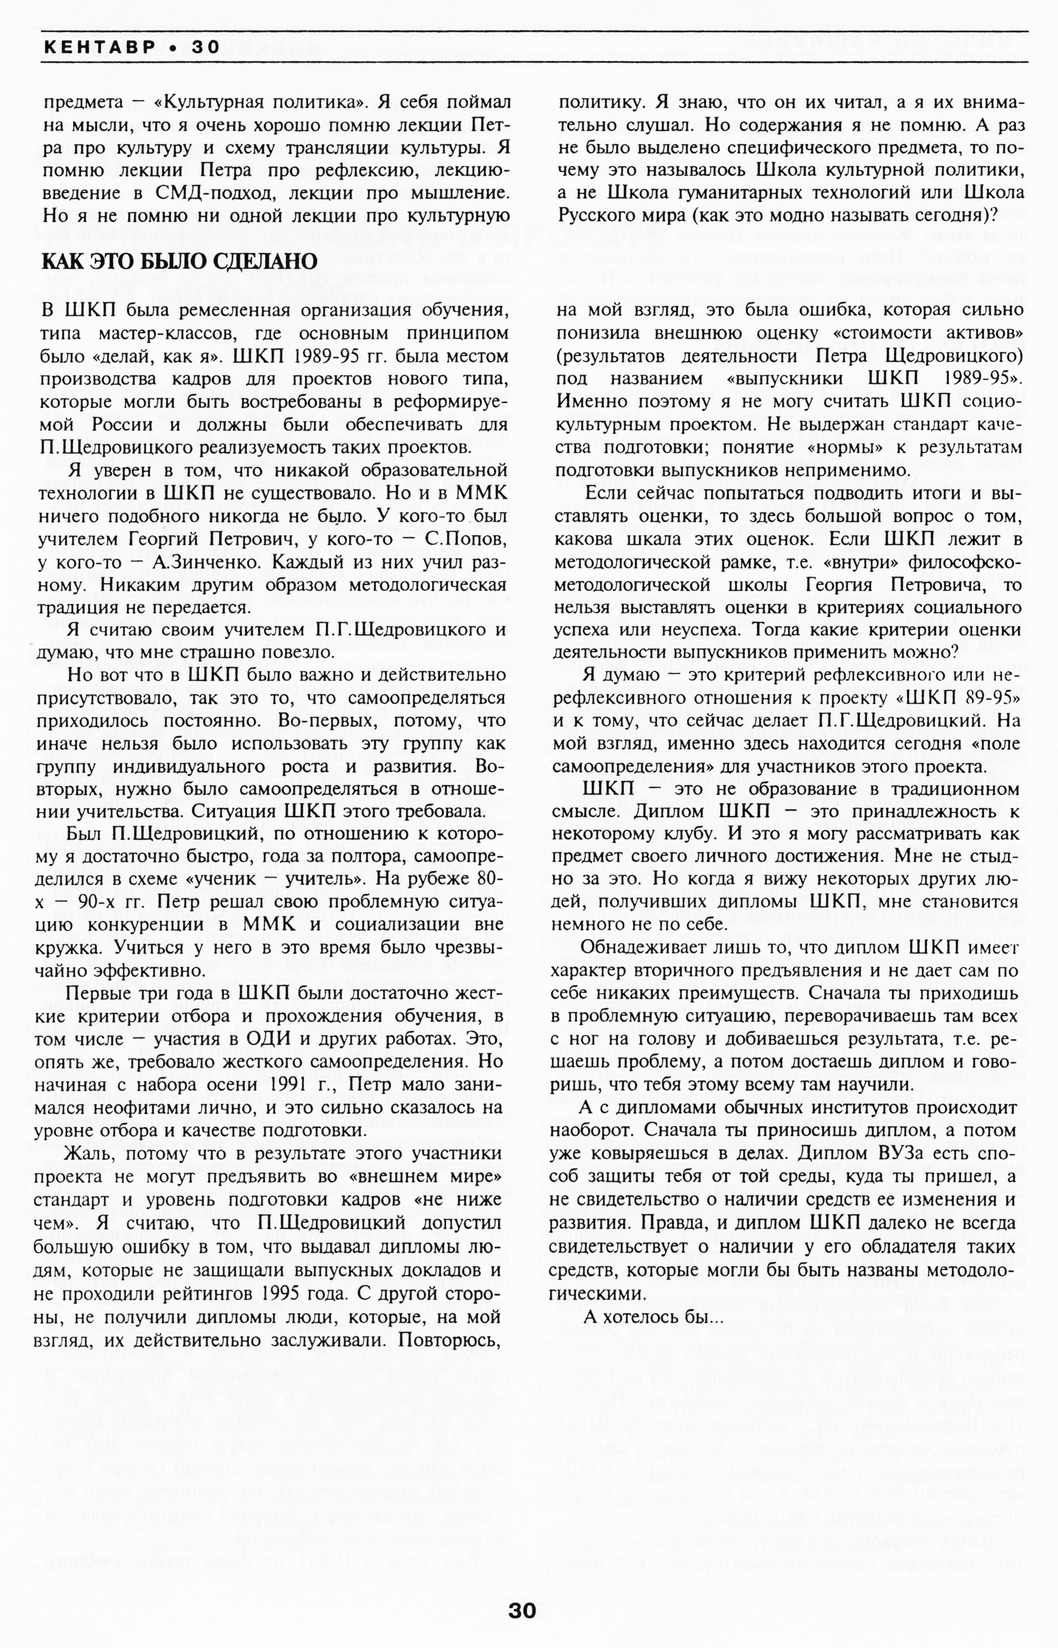 КЕНТАВР • 30
предмета — «Культурная политика». Я себя поймал
на мысли, что я очень хорошо помню лекции Пет-
ра про культуру и схему трансляции культуры. Я
помню лекции Петра про рефлексию, лекцию-
введение в СМД-подход, лекции про мышление.
Но я не помню ни одной лекции про культурную
политику. Я знаю, что он их читал, а я их внима-
тельно слушал. Но содержания я не помню. А раз
не было выделено специфического предмета, то по-
чему это называлось Школа культурной политики,
а не Школа гуманитарных технологий или Школа
Русского мира (как это модно называть сегодня)?
КАК ЭТО БЫЛО СДЕЛАНО
В ШКП была ремесленная организация обучения,
типа мастер-классов, где основным принципом
было «делай, как я». ШКП 1989-95 гг. была местом
производства кадров для проектов нового типа,
которые могли быть востребованы в реформируе-
мой России и должны были обеспечивать для
П.Щедровицкого реализуемость таких проектов.
Я уверен в том, что никакой образовательной
технологии в ШКП не существовало. Но и в ММК
ничего подобного никогда не было. У кого-то был
учителем Георгий Петрович, у кого-то — С.Попов,
у кого-то — А.Зинченко. Каждый из них учил раз-
ному. Никаким другим образом методологическая
традиция не передается.
Я считаю своим учителем П.Г.Щедровицкого и
думаю, что мне страшно повезло.
Но вот что в ШКП было важно и действительно
присутствовало, так это то, что самоопределяться
приходилось постоянно. Во-первых, потому, что
иначе нельзя было использовать эту группу как
группу индивидуального роста и развития. Во-
вторых, нужно было самоопределяться в отноше-
нии учительства. Ситуация ШКП этого требовала.
Был П.Щедровицкий, по отношению к которо-
му я достаточно быстро, года за полтора, самоопре-
делился в схеме «ученик — учитель». На рубеже 80-
х — 90-х гг. Петр решал свою проблемную ситуа-
цию конкуренции в ММК и социализации вне
кружка. Учиться у него в это время было чрезвы-
чайно эффективно.
Первые три года в ШКП были достаточно жест-
кие критерии отбора и прохождения обучения, в
том числе — участия в ОДИ и других работах. Это,
опять же, требовало жесткого самоопределения. Но
начиная с набора осени 1991 г., Петр мало зани-
мался неофитами лично, и это сильно сказалось на
уровне отбора и качестве подготовки.
Жаль, потому что в результате этого участники
проекта не могут предъявить во «внешнем мире»
стандарт и уровень подготовки кадров «не ниже
чем». Я считаю, что П.Щедровицкий допустил
большую ошибку в том, что выдавал дипломы лю-
дям, которые не защищали выпускных докладов и
не проходили рейтингов 1995 года. С другой сторо-
ны, не получили дипломы люди, которые, на мой
взгляд, их действительно заслуживали. Повторюсь,
на мой взгляд, это была ошибка, которая сильно
понизила внешнюю оценку «стоимости активов»
(результатов деятельности Петра Щедровицкого)
под названием «выпускники ШКП 1989-95».
Именно поэтому я не могу считать ШКП социо-
культурным проектом. Не выдержан стандарт каче-
ства подготовки; понятие «нормы» к результатам
подготовки выпускников неприменимо.
Если сейчас попытаться подводить итоги и вы-
ставлять оценки, то здесь большой вопрос о том,
какова шкала этих оценок. Если ШКП лежит в
методологической рамке, т.е. «внутри» философско-
методологической школы Георгия Петровича, то
нельзя выставлять оценки в критериях социального
успеха или неуспеха. Тогда какие критерии оценки
деятельности выпускников применить можно?
Я думаю — это критерий рефлексивного или не-
рефлексивного отношения к проекту «ШКП 89-95»
и к тому, что сейчас делает П.Г.Щедровицкий. На
мой взгляд, именно здесь находится сегодня «поле
самоопределения» для участников этого проекта.
ШКП — это не образование в традиционном
смысле. Диплом ШКП — это принадлежность к
некоторому клубу. И это я могу рассматривать как
предмет своего личного достижения. Мне не стыд-
но за это. Но когда я вижу некоторых других лю-
дей, получивших дипломы ШКП, мне становится
немного не по себе.
Обнадеживает лишь то, что диплом ШКП имеет
характер вторичного предъявления и не дает сам по
себе никаких преимуществ. Сначала ты приходишь
в проблемную ситуацию, переворачиваешь там всех
с ног на голову и добиваешься результата, т.е. ре-
шаешь проблему, а потом достаешь диплом и гово-
ришь, что тебя этому всему там научили.
А с дипломами обычных институтов происходит
наоборот. Сначала ты приносишь диплом, а потом
уже ковыряешься в делах. Диплом ВУЗа есть спо-
соб защиты тебя от той среды, куда ты пришел, а
не свидетельство о наличии средств ее изменения и
развития. Правда, и диплом ШКП далеко не всегда
свидетельствует о наличии у его обладателя таких
средств, которые могли бы быть названы методоло-
гическими.
А хотелось бы...
30